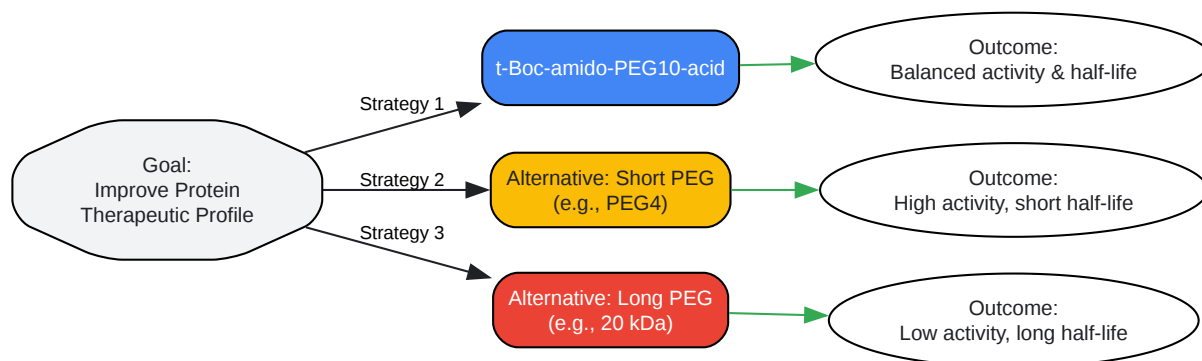 Goal:
Improve Protein
Therapeutic Profile
Strategy 1
t-Boc-amido-PEG10-acid
Outcome:
Balanced activity & half-life
Strategy 2
Alternative: Short PEG
(e.g., PEG4)
Outcome:
High activity, short half-life
Strategy 3
Alternative: Long PEG
(e.g., 20 kDa)
Outcome:
Low activity, long half-life